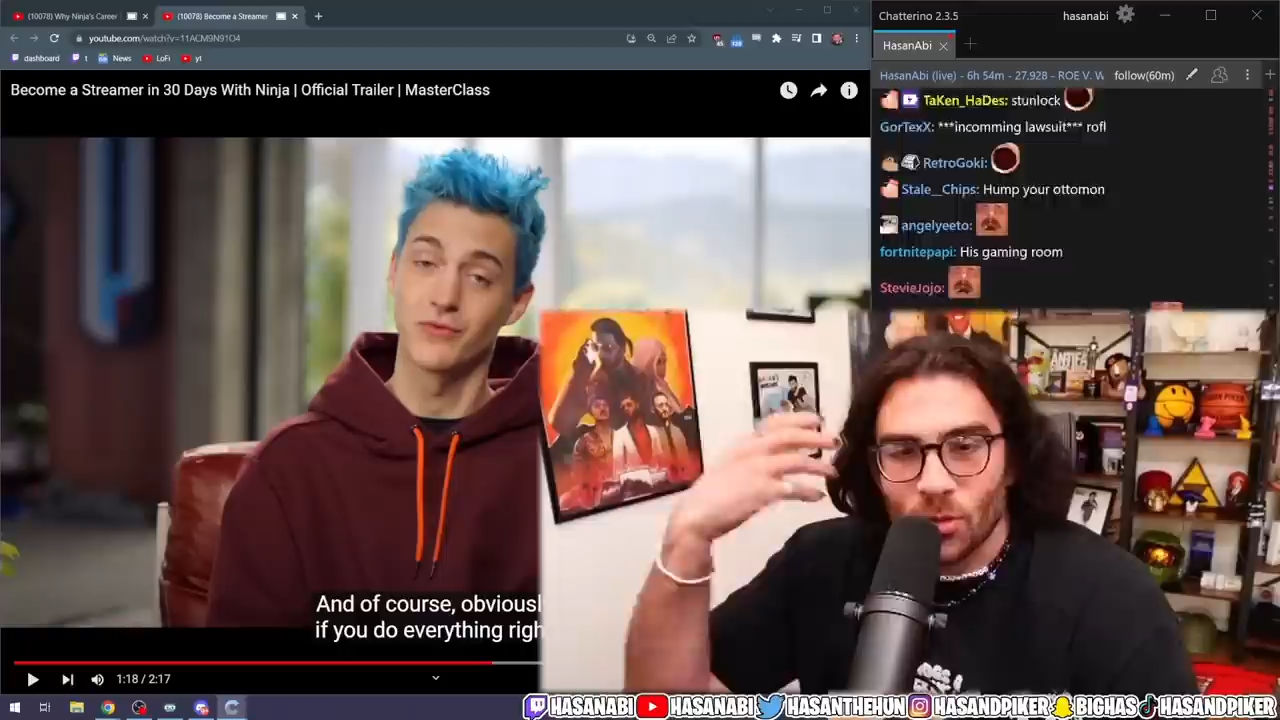 (10078) Why Ninja's Career
(10078) Become a Streamer
youtube.com/watch?v=11ACM9N91O4
dashboard
t
News
LoFi
yt
Become a Streamer in 30 Days With Ninja | Official Trailer | MasterClass
And of course, obviousl
if you do everything righ
1:18 / 2:17
Chatterino 2.3.5
hasanabi
HasanAbi
HasanAbi (live) - 6h 54m - 27,928 - ROE V. W
follow(60m)
TaKen_HaDes: stunlock
GorTexX: ***incomming lawsuit*** rofl
RetroGoki:
Stale__Chips: Hump your ottomon
angelyeeto:
fortnitepapi: His gaming room
StevieJojo:
ANTIFA
HASANABI
HASANABI
HASANTHEHUN
HASANDPIKER
BIGHAS
HASANDPIKER